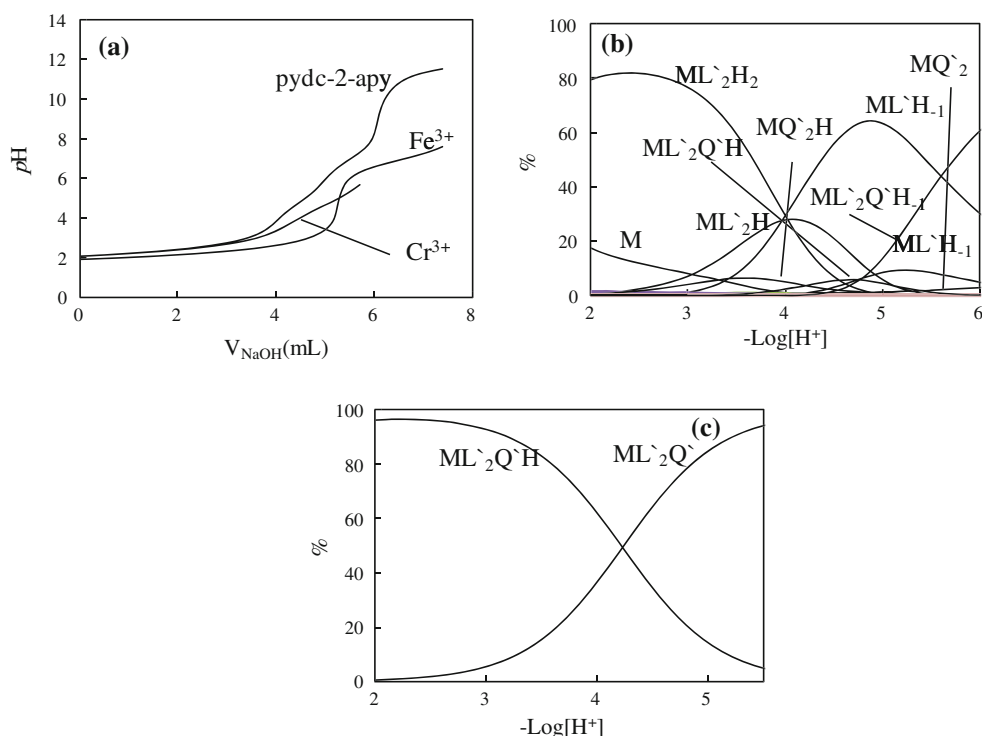 (a)
14
12
10
8
6
4
2
0
pH
pydc-2-apy
Fe³⁺
Cr³⁺
0 2 4 6 8
V_NaOH(mL)
(b)
100
80
60
40
20
0
%
ML`₂H₂
ML`₂Q`H
MQ`₂H
MQ`₂
ML`H₋₁
ML`₂H
ML`₂Q`H₋₁
ML`H₋₁
M
2 3 4 5 6
-Log[H⁺]
(c)
100
80
60
40
20
0
%
ML`₂Q`H
ML`₂Q`
2 3 4 5
-Log[H⁺]